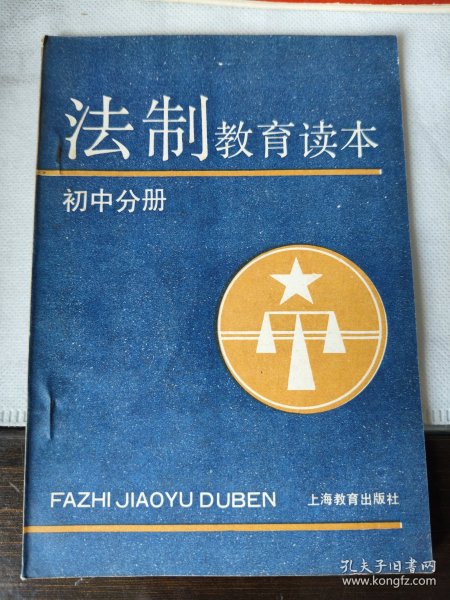 法制教育读本
初中分册
FAZHI JIAOYU DUBEN
上海教育出版社
孔夫子旧书网
www.kongfz.com